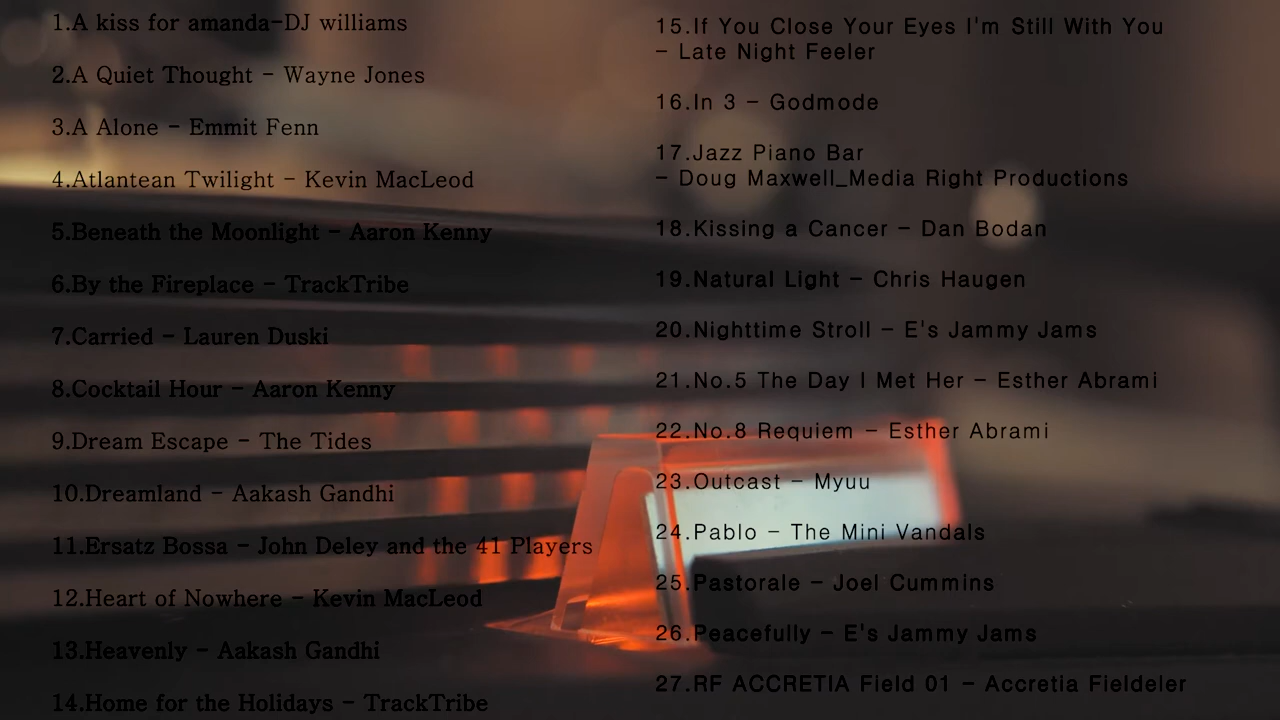 1.A kiss for amanda-DJ williams
2.A Quiet Thought - Wayne Jones
3.A Alone - Emmit Fenn
4.Atlantean Twilight - Kevin MacLeod
5.Beneath the Moonlight - Aaron Kenny
6.By the Fireplace - TrackTribe
7.Carried - Lauren Duski
8.Cocktail Hour - Aaron Kenny
9.Dream Escape - The Tides
10.Dreamland - Aakash Gandhi
11.Ersatz Bossa - John Deley and the 41 Players
12.Heart of Nowhere - Kevin MacLeod
13.Heavenly - Aakash Gandhi
14.Home for the Holidays - TrackTribe
15.If You Close Your Eyes I'm Still With You
- Late Night Feeler
16.In 3 - Godmode
17.Jazz Piano Bar
- Doug Maxwell_Media Right Productions
18.Kissing a Cancer - Dan Bodan
19.Natural Light - Chris Haugen
20.Nighttime Stroll - E's Jammy Jams
21.No.5 The Day I Met Her - Esther Abrami
22.No.8 Requiem - Esther Abrami
23.Outcast - Myuu
24.Pablo - The Mini Vandals
25.Pastorale - Joel Cummins
26.Peacefully - E's Jammy Jams
27.RF ACCRETIA Field 01 - Accretia Fieldeler